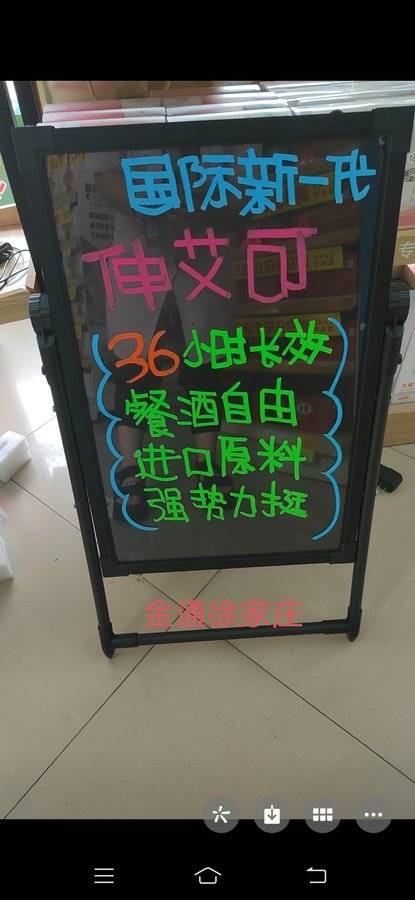 国际新一代
伸艾可
36小时长效
餐酒自由
进口原料
强势力挺
金通徐家庄